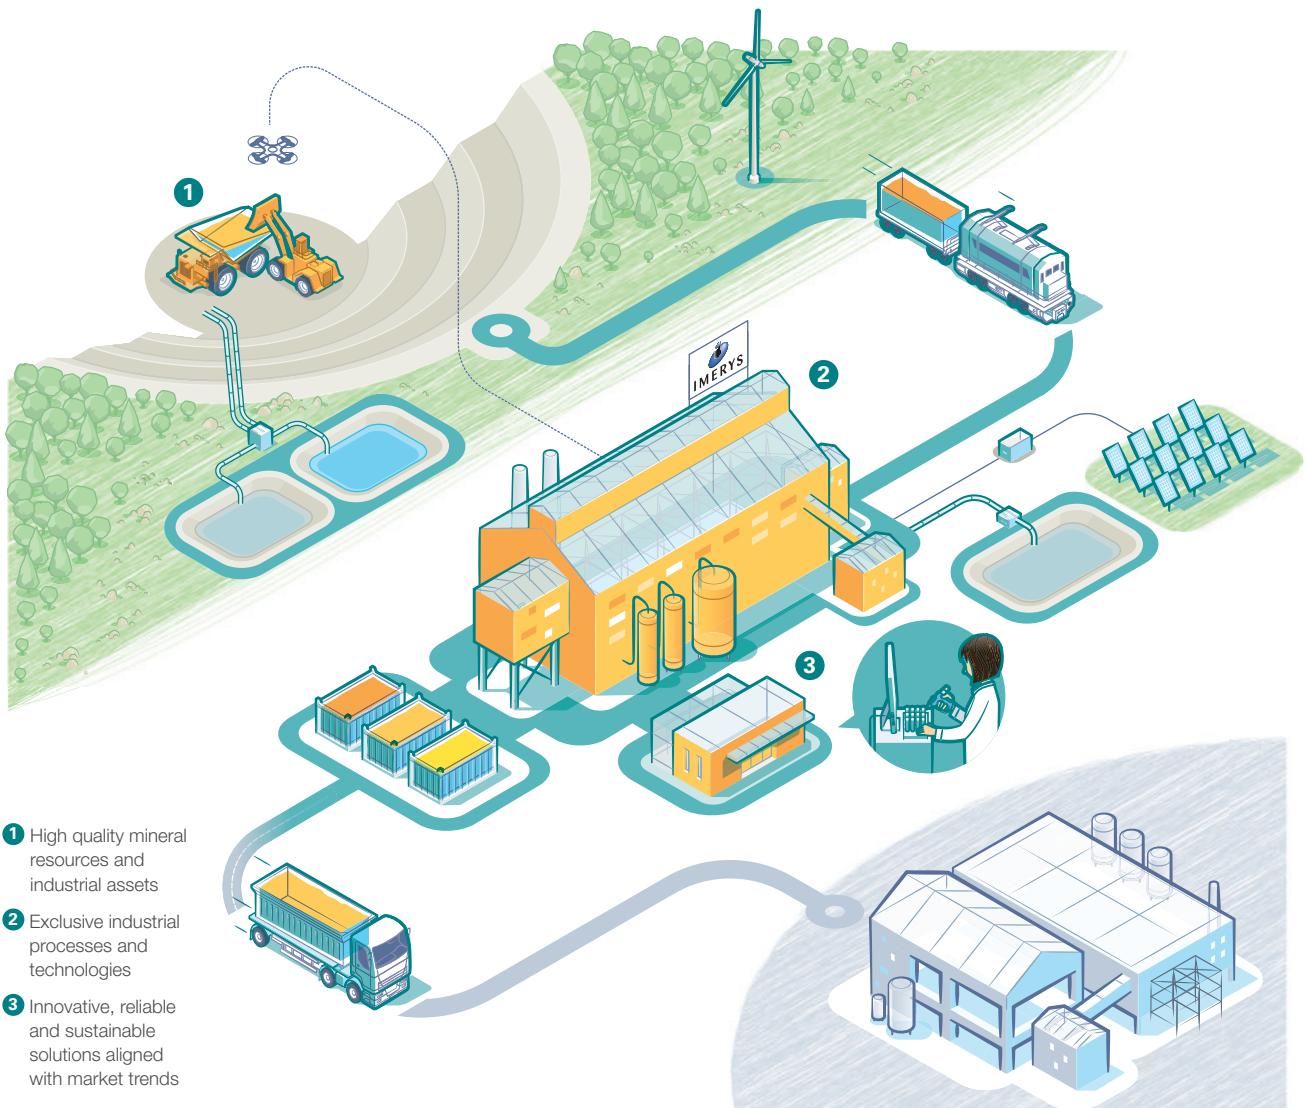 1
IMERYS
2
3
1 High quality mineral
resources and
industrial assets
2 Exclusive industrial
processes and
technologies
3 Innovative, reliable
and sustainable
solutions aligned
with market trends